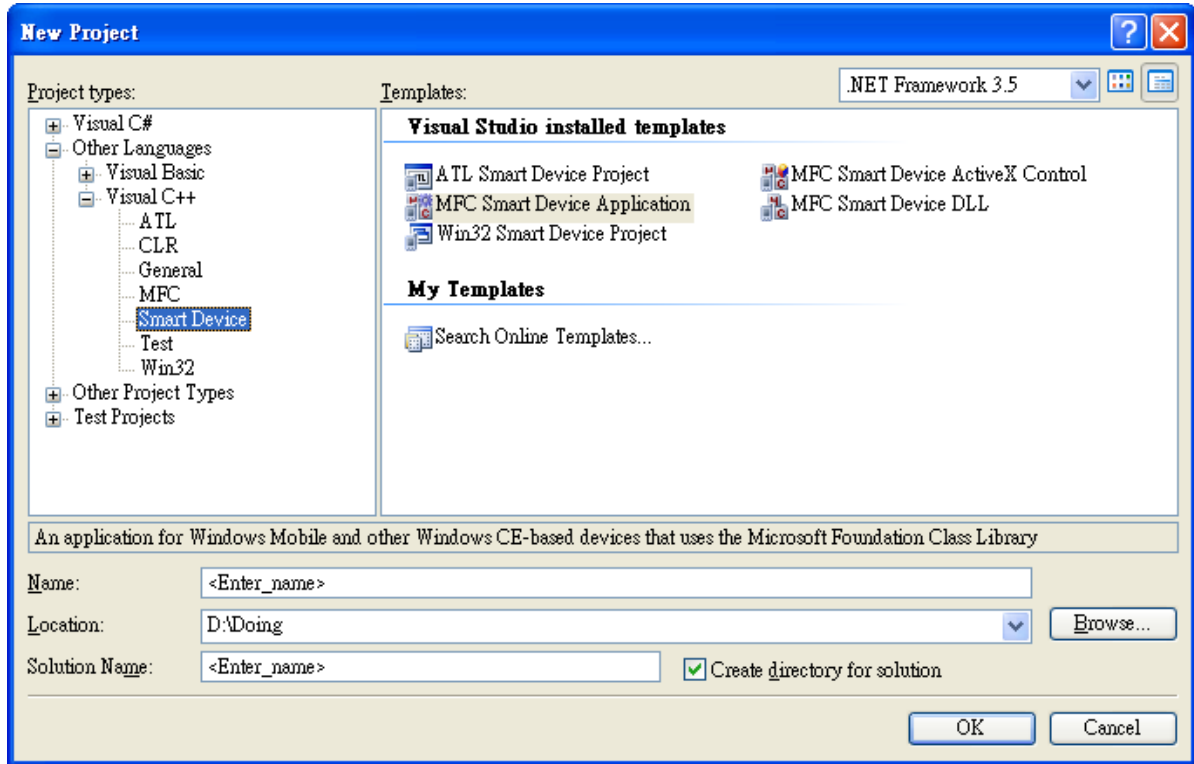 New Project
Project types:
Templates:
.NET Framework 3.5
Visual C#
Other Languages
Visual Basic
Visual C++
ATL
CLR
General
MFC
Smart Device
Test
Win32
Other Project Types
Test Projects
Visual Studio installed templates
ATL Smart Device Project
MFC Smart Device ActiveX Control
MFC Smart Device Application
MFC Smart Device DLL
Win32 Smart Device Project
My Templates
Search Online Templates...
An application for Windows Mobile and other Windows CE-based devices that uses the Microsoft Foundation Class Library
Name: <Enter_name>
Location: D:\Doing Browse...
Solution Name: <Enter_name> Create directory for solution
OK Cancel